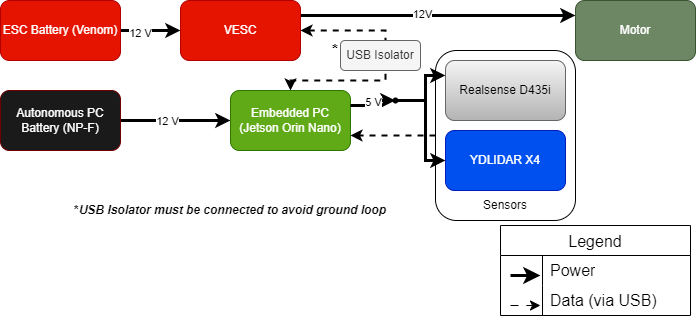 ESC Battery (Venom)
12 V
VESC
12V
Motor
*
USB Isolator
Autonomous PC
Battery (NP-F)
12 V
Embedded PC
(Jetson Orin Nano)
5 V
Realsense D435i
YDLIDAR X4
Sensors
*USB Isolator must be connected to avoid ground loop
Legend
Power
Data (via USB)